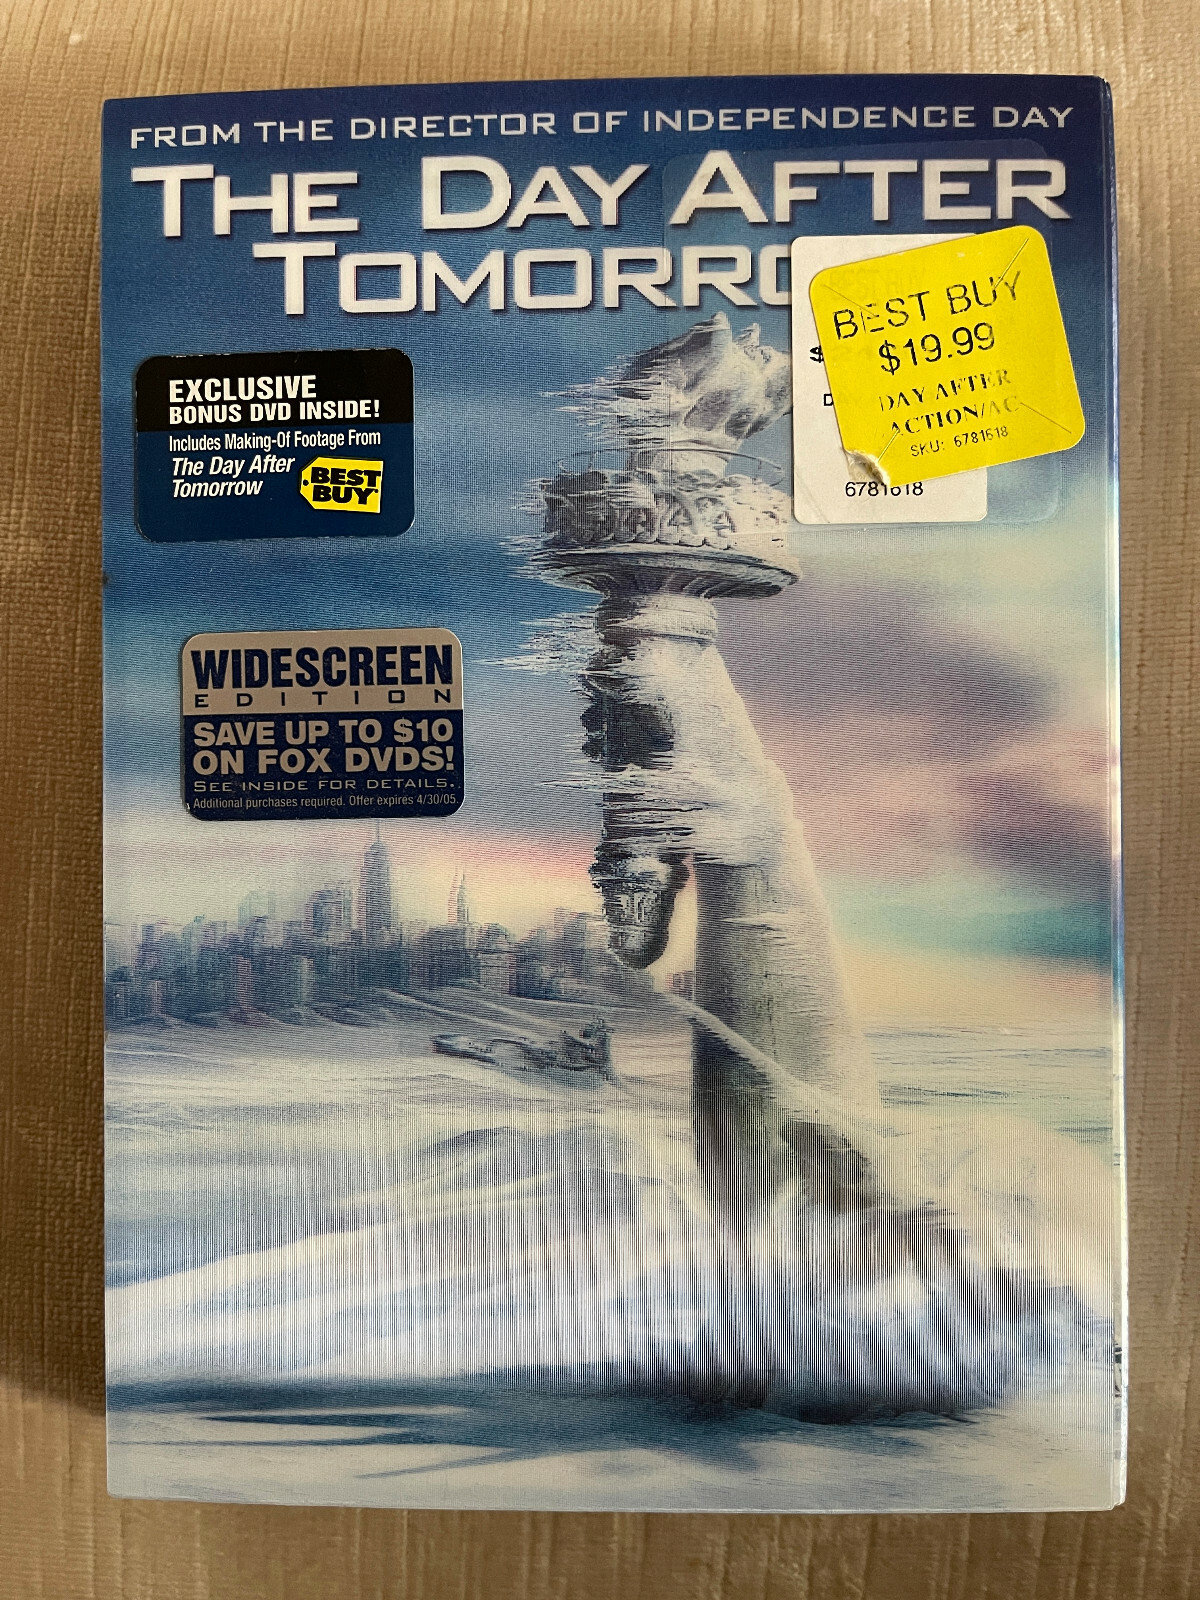 FROM THE DIRECTOR OF INDEPENDENCE DAY
THE DAY AFTER
TOMORRO
BEST BUY
$19.99
DAY AFTER
ACTION/AC
SKU: 6781618
$
D
6781618
EXCLUSIVE
BONUS DVD INSIDE!
Includes Making-Of Footage From
The Day After
Tomorrow
BEST
BUY
WIDESCREEN
EDITION
SAVE UP TO $10
ON FOX DVDS!
SEE INSIDE FOR DETAILS.
Additional purchases required. Offer expires 4/30/05.